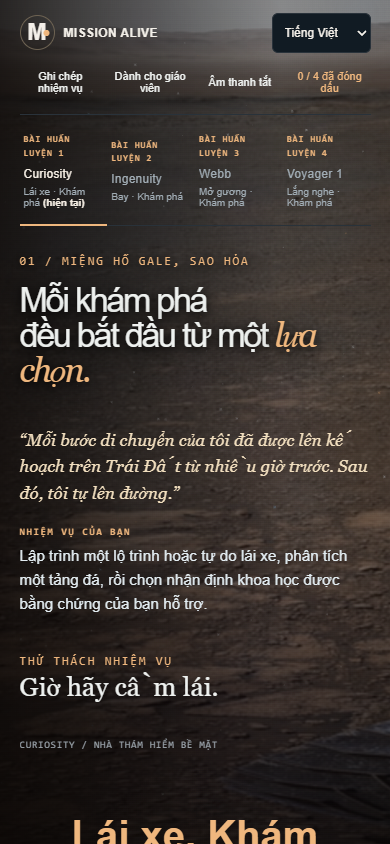 MISSION ALIVE
Tiếng Việt
Ghi chép nhiệm vụ
Dành cho giáo viên
Âm thanh tắt
0 / 4 đã đóng dấu
BÀI HUẤN LUYỆN 1
Curiosity
Lái xe · Khám phá (hiện tại)
BÀI HUẤN LUYỆN 2
Ingenuity
Bay · Khám phá
BÀI HUẤN LUYỆN 3
Webb
Mở gương · Khám phá
BÀI HUẤN LUYỆN 4
Voyager 1
Lắng nghe · Khám phá
01 / MIỆNG HỐ GALE, SAO HỎA
Mỗi khám phá
đều bắt đầu từ một lựa
chọn.
“Mỗi bước di chuyển của tôi đã được lên kế
hoạch trên Trái Đất từ nhiều giờ trước. Sau
đó, tôi tự lên đường.”
NHIỆM VỤ CỦA BẠN
Lập trình một lộ trình hoặc tự do lái xe, phân tích
một tảng đá, rồi chọn nhận định khoa học được
bằng chứng của bạn hỗ trợ.
THỬ THÁCH NHIỆM VỤ
Giờ hãy cầm lái.
CURIOSITY / NHÀ THÁM HIỂM BỀ MẶT
Lái xe. Khám